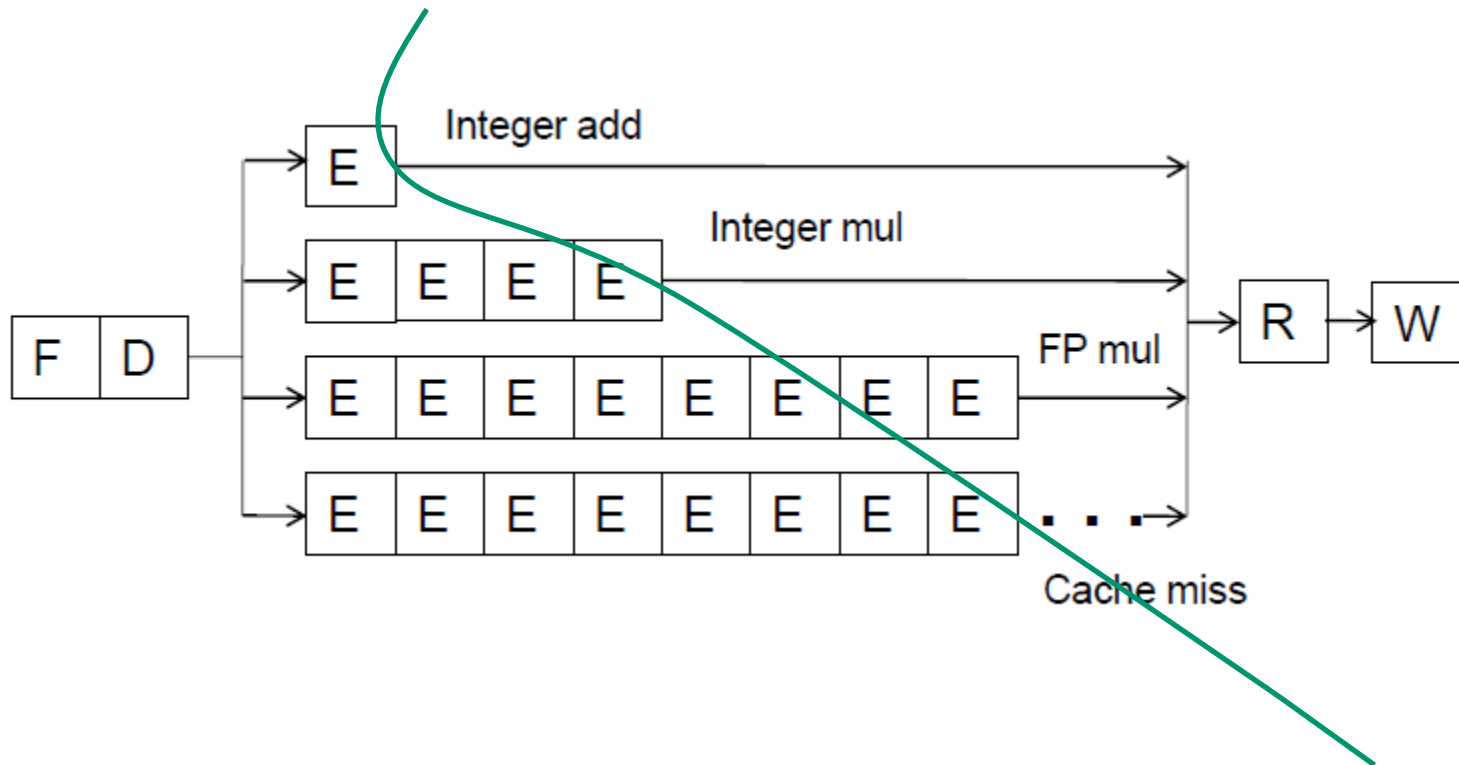 Integer add
E
Integer mul
E E E E
F D
R W
FP mul
E E E E E E E E
E E E E E E E E . . .
Cache miss